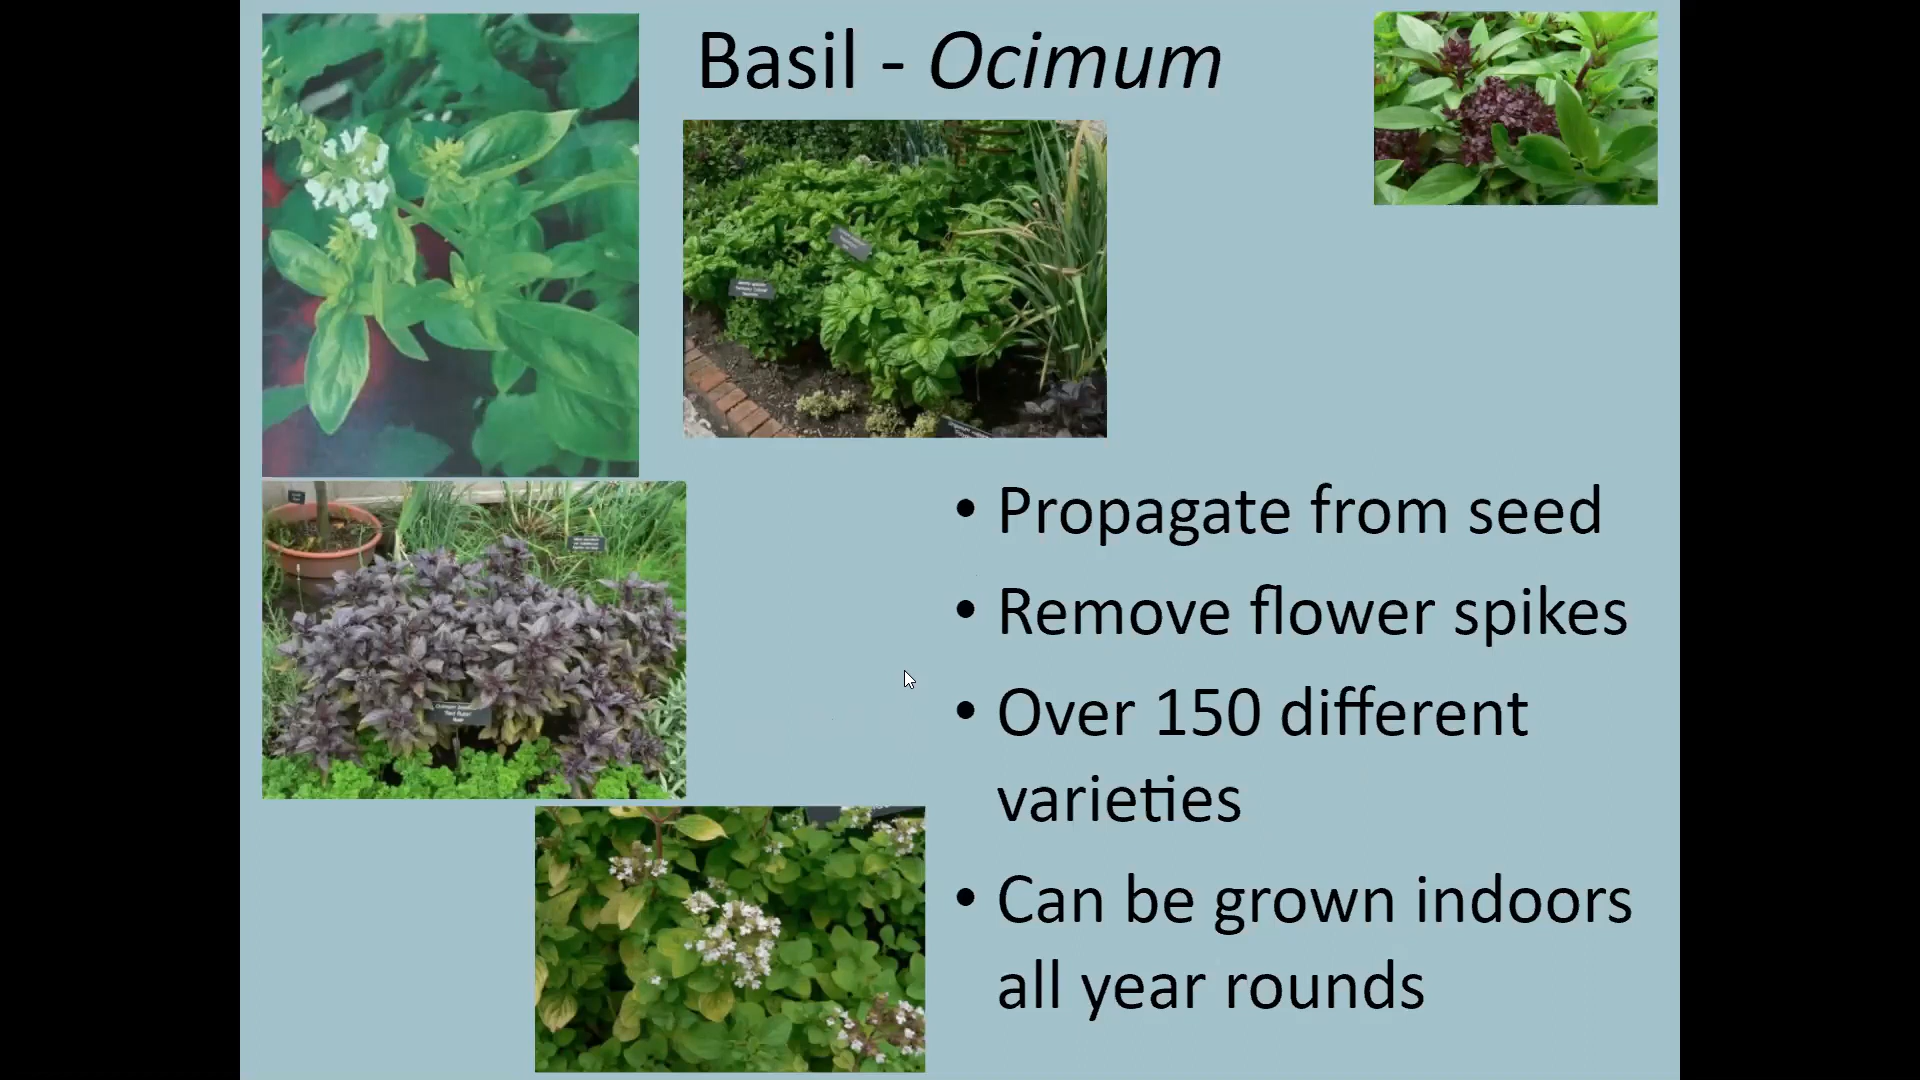 Basil - Ocimum
• Propagate from seed
• Remove flower spikes
• Over 150 different
varieties
• Can be grown indoors
all year rounds